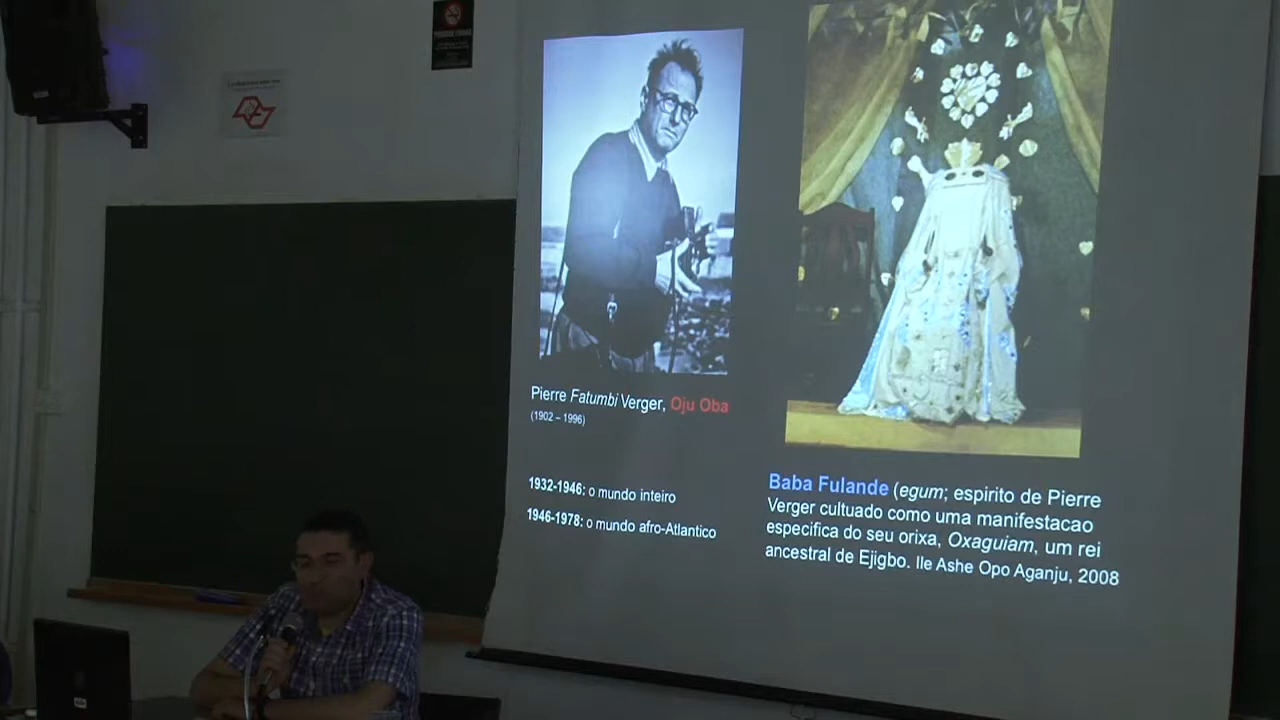 Pierre Fatumbi Verger, Oju Oba
(1902 – 1996)
1932-1946: o mundo inteiro
1946-1978: o mundo afro-Atlantico
Baba Fulande (egum; espirito de Pierre
Verger cultuado como uma manifestacao
especifica do seu orixa, Oxaguiam, um rei
ancestral de Ejigbo. Ile Ashe Opo Aganju, 2008